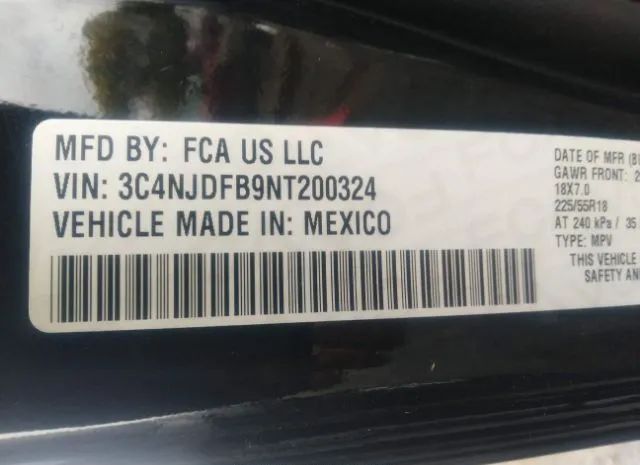 MFD BY: FCA US LLC
VIN: 3C4NJDFB9NT200324
VEHICLE MADE IN: MEXICO
DATE OF MFR
GAWR FRONT:
18X7.0
225/55R18
AT 240 kPa / 35
TYPE: MPV
THIS VEHICLE
SAFETY